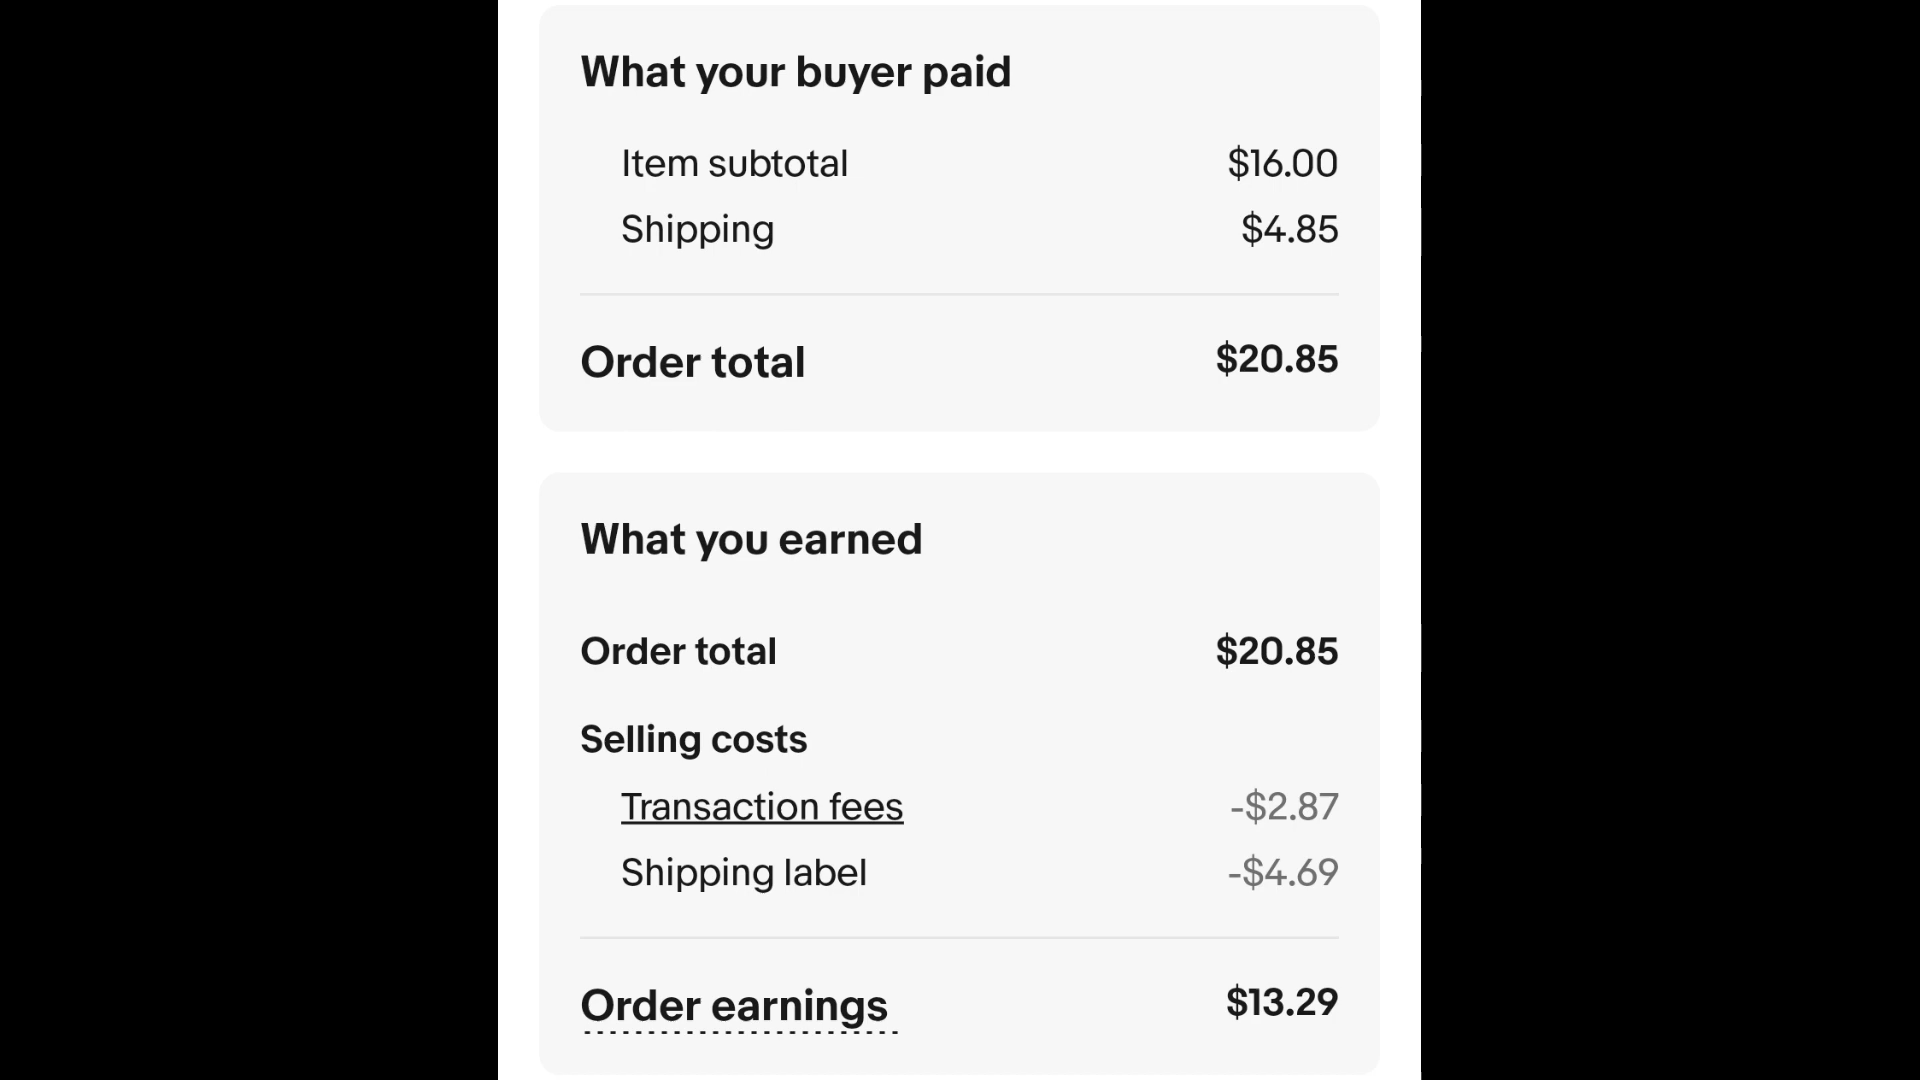 What your buyer paid
Item subtotal $16.00
Shipping $4.85
Order total $20.85
What you earned
Order total $20.85
Selling costs
Transaction fees -$2.87
Shipping label -$4.69
Order earnings $13.29